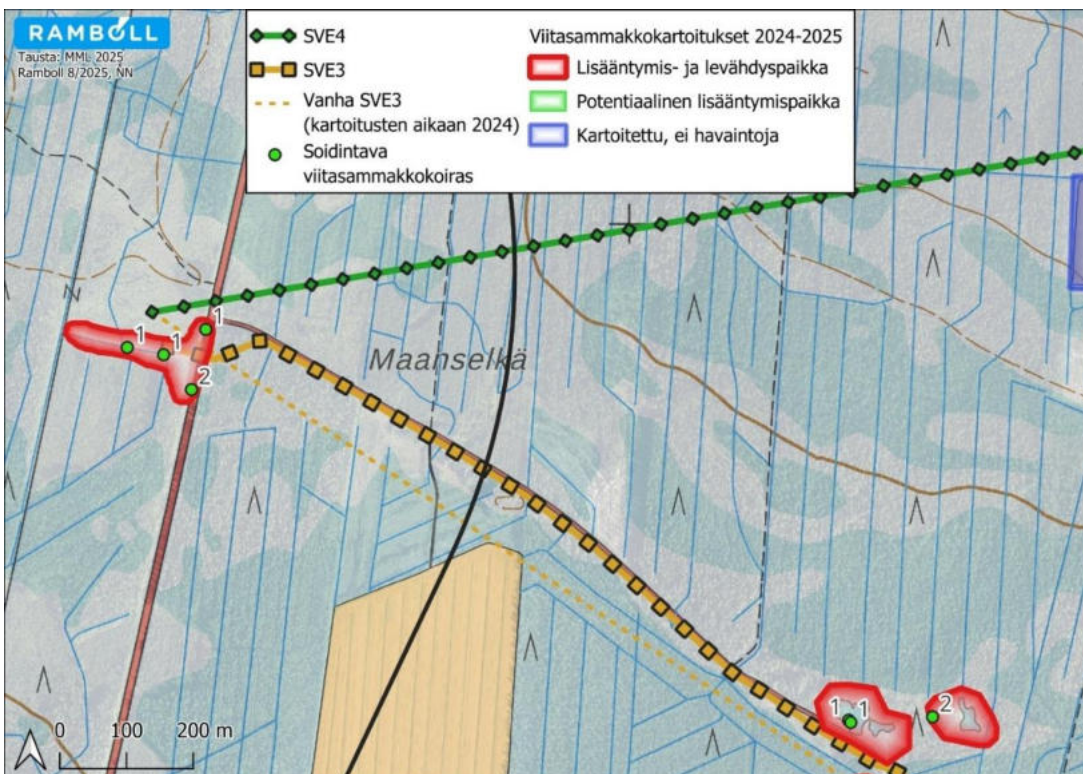 RAMBOLL
Tausta: MML 2025
Ramboll 8/2025, NN
SVE4
SVE3
Vanha SVE3
(kartoitusten aikaan 2024)
Soidintava
viitasammakkokoiras
Viitasammakkokartoitukset 2024-2025
Lisääntymis- ja levähdyspaikka
Potentiaalinen lisääntymispaikka
Kartoitettu, ei havaintoja
1
1
1
2
Maanselkä
1
1
2
0 100 200 m